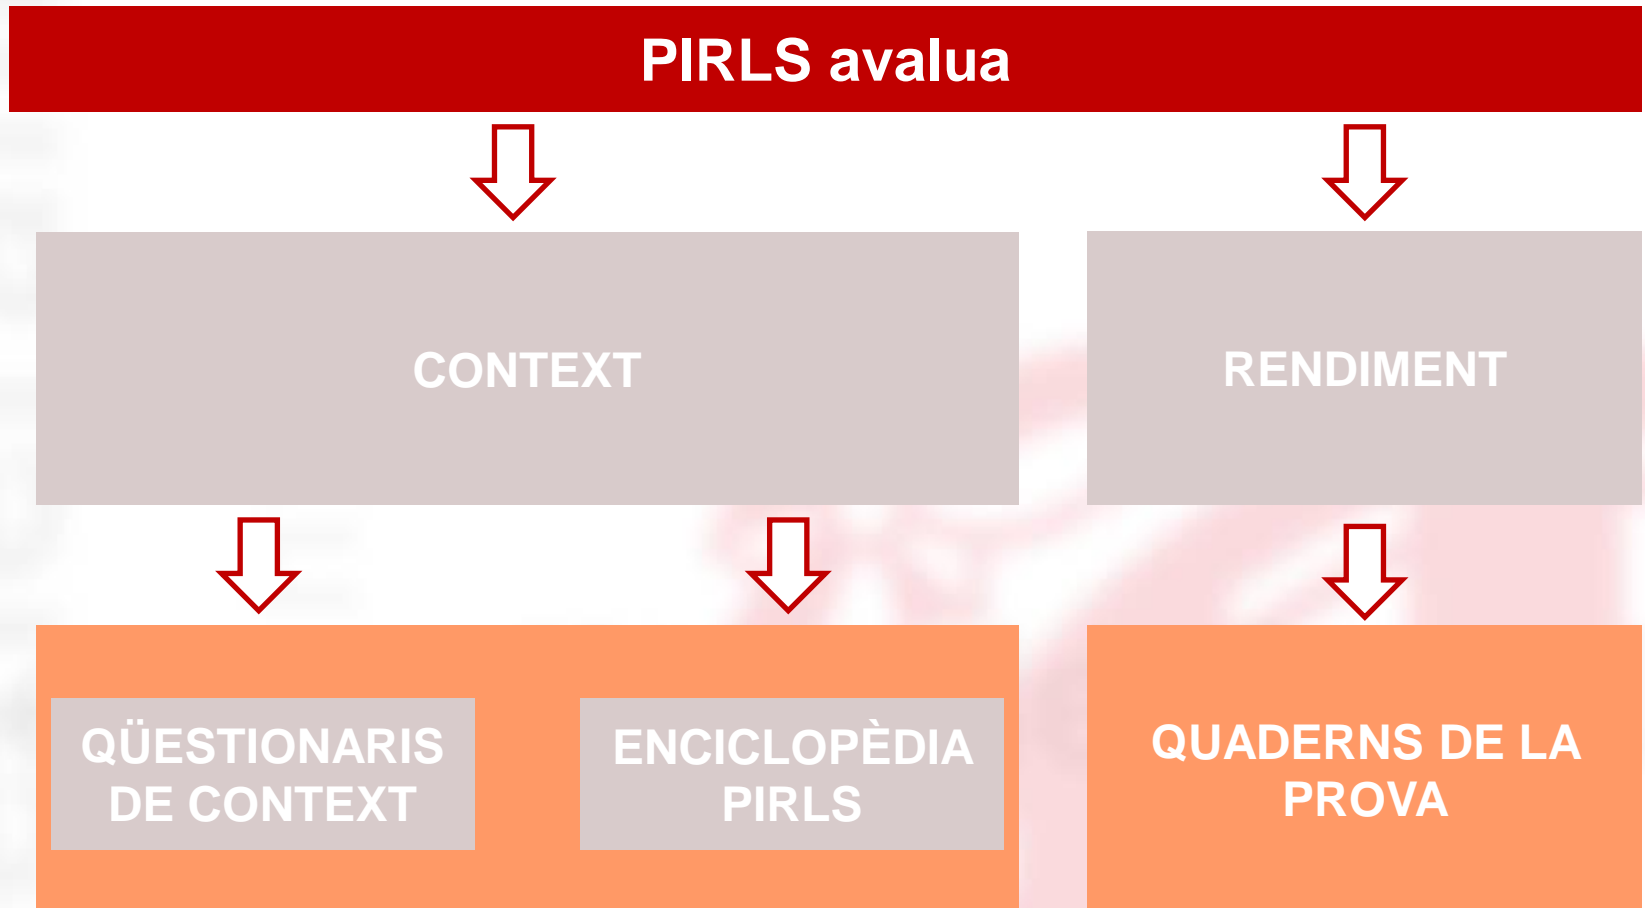 PIRLS avalua
CONTEXT
RENDIMENT
QÜESTIONARIS
DE CONTEXT
ENCICLOPÈDIA
PIRLS
QUADERNS DE LA
PROVA